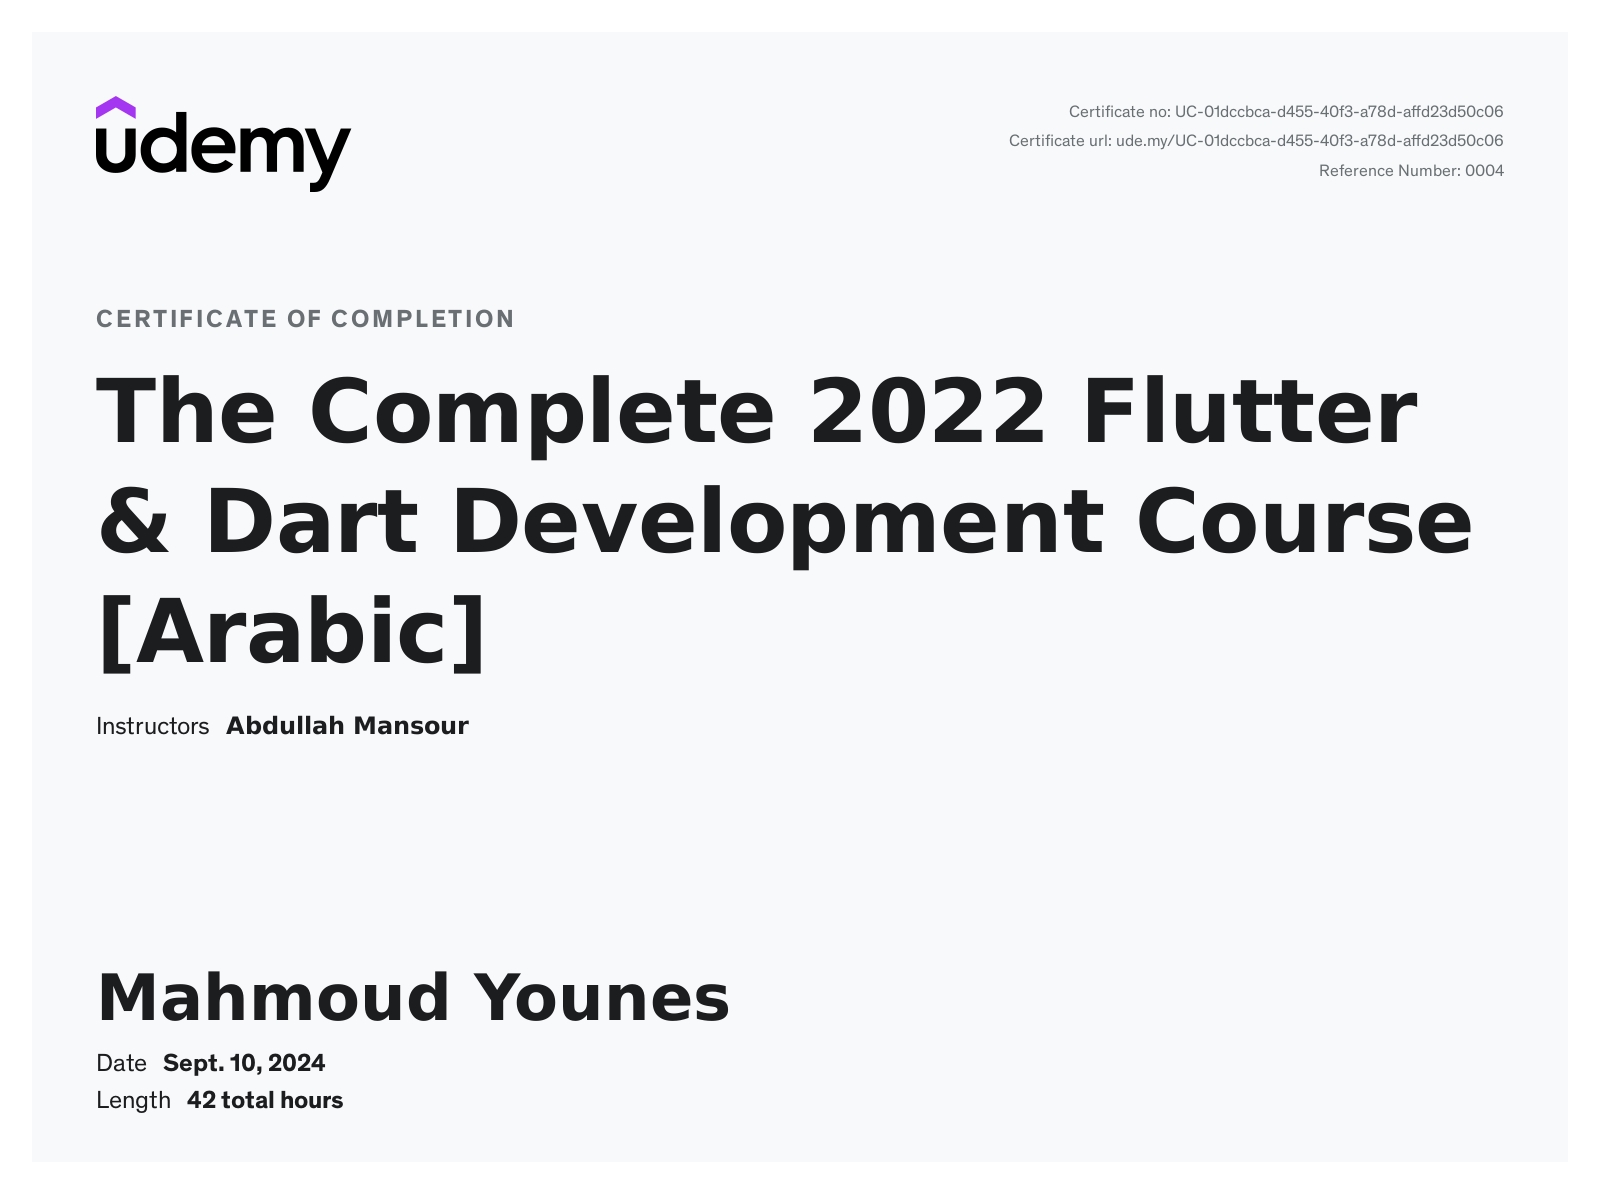 udemy
Certificate no: UC-01dccbca-d455-40f3-a78d-affd23d50c06
Certificate url: ude.my/UC-01dccbca-d455-40f3-a78d-affd23d50c06
Reference Number: 0004
CERTIFICATE OF COMPLETION
The Complete 2022 Flutter
& Dart Development Course
[Arabic]
Instructors Abdullah Mansour
Mahmoud Younes
Date Sept. 10, 2024
Length 42 total hours